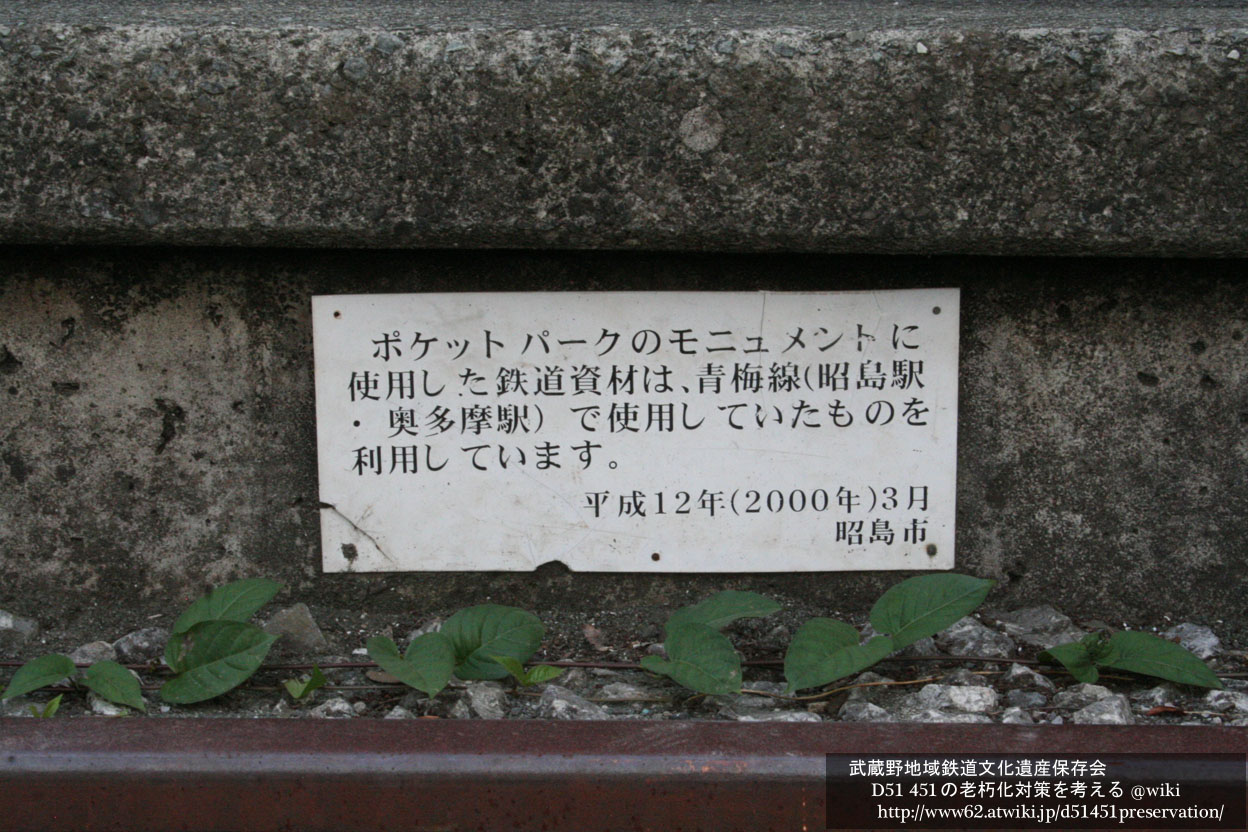 ポケットパークのモニュメントに
使用した鉄道資材は、青梅線(昭島駅
・奥多摩駅)で使用していたものを
利用しています。
平成12年(2000年)3月
昭島市
武蔵野地域鉄道文化遺産保存会
D51 451の老朽化対策を考える @wiki
http://www62.atwiki.jp/d51451preservation/